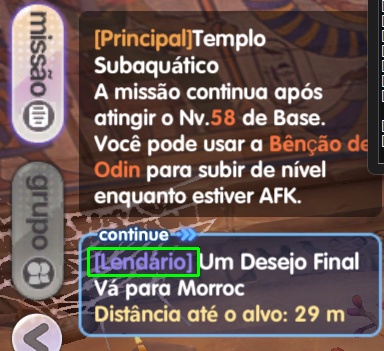 missão
grupo
[Principal]Templo
Subaquático
A missão continua após
atingir o Nv.58 de Base.
Você pode usar a Bênção de
Odin para subir de nível
enquanto estiver AFK.
continue
[Lendário] Um Desejo Final
Vá para Morroc
Distância até o alvo: 29 m